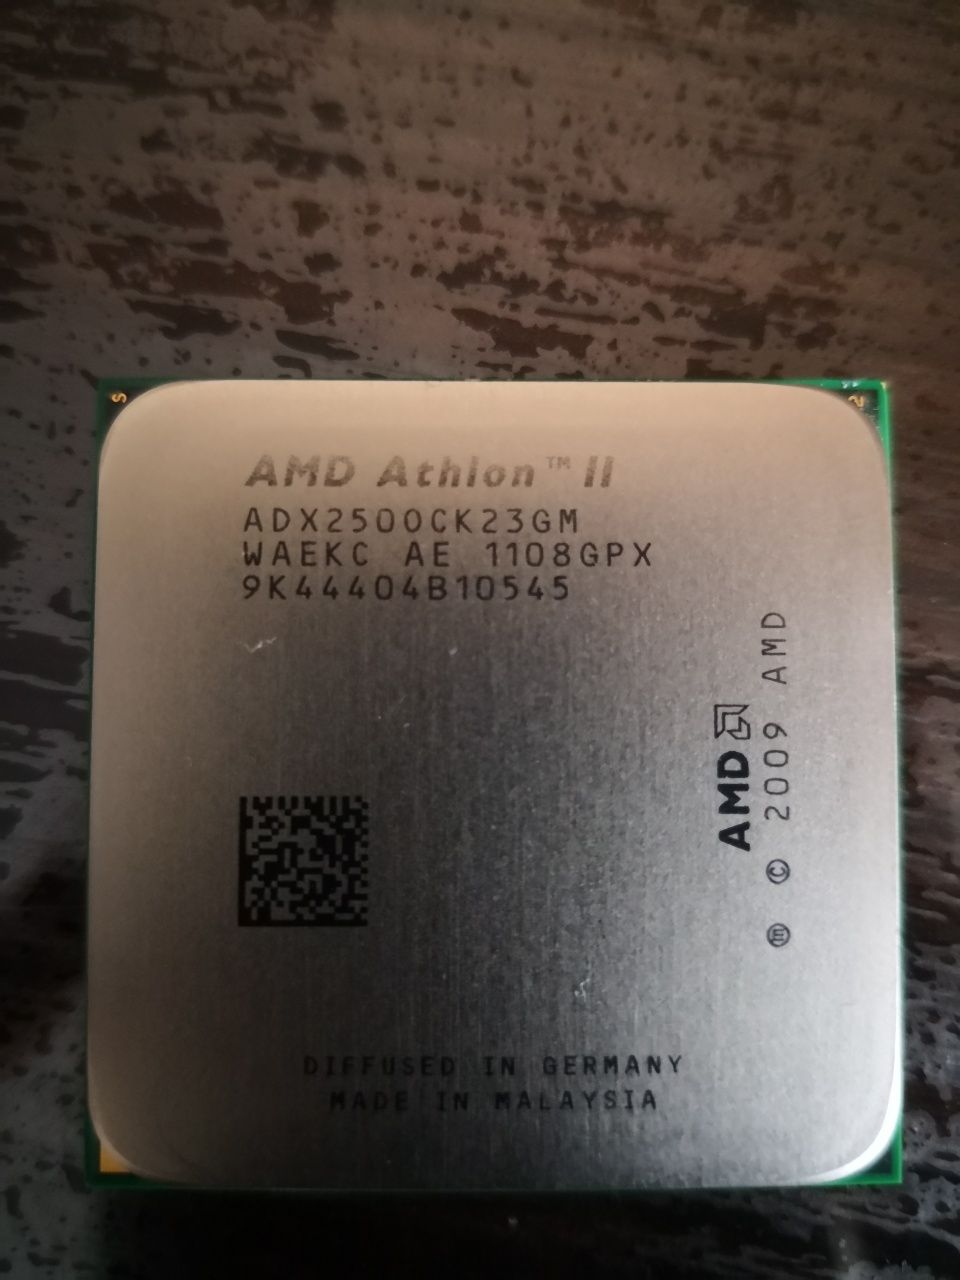 AMD Athlon™ II
ADX2500CK23GM
WAEKC AE 1108GPX
9K44404B10545
AMD
ⓜ © 2009 AMD
DIFFUSED IN GERMANY
MADE IN MALAYSIA